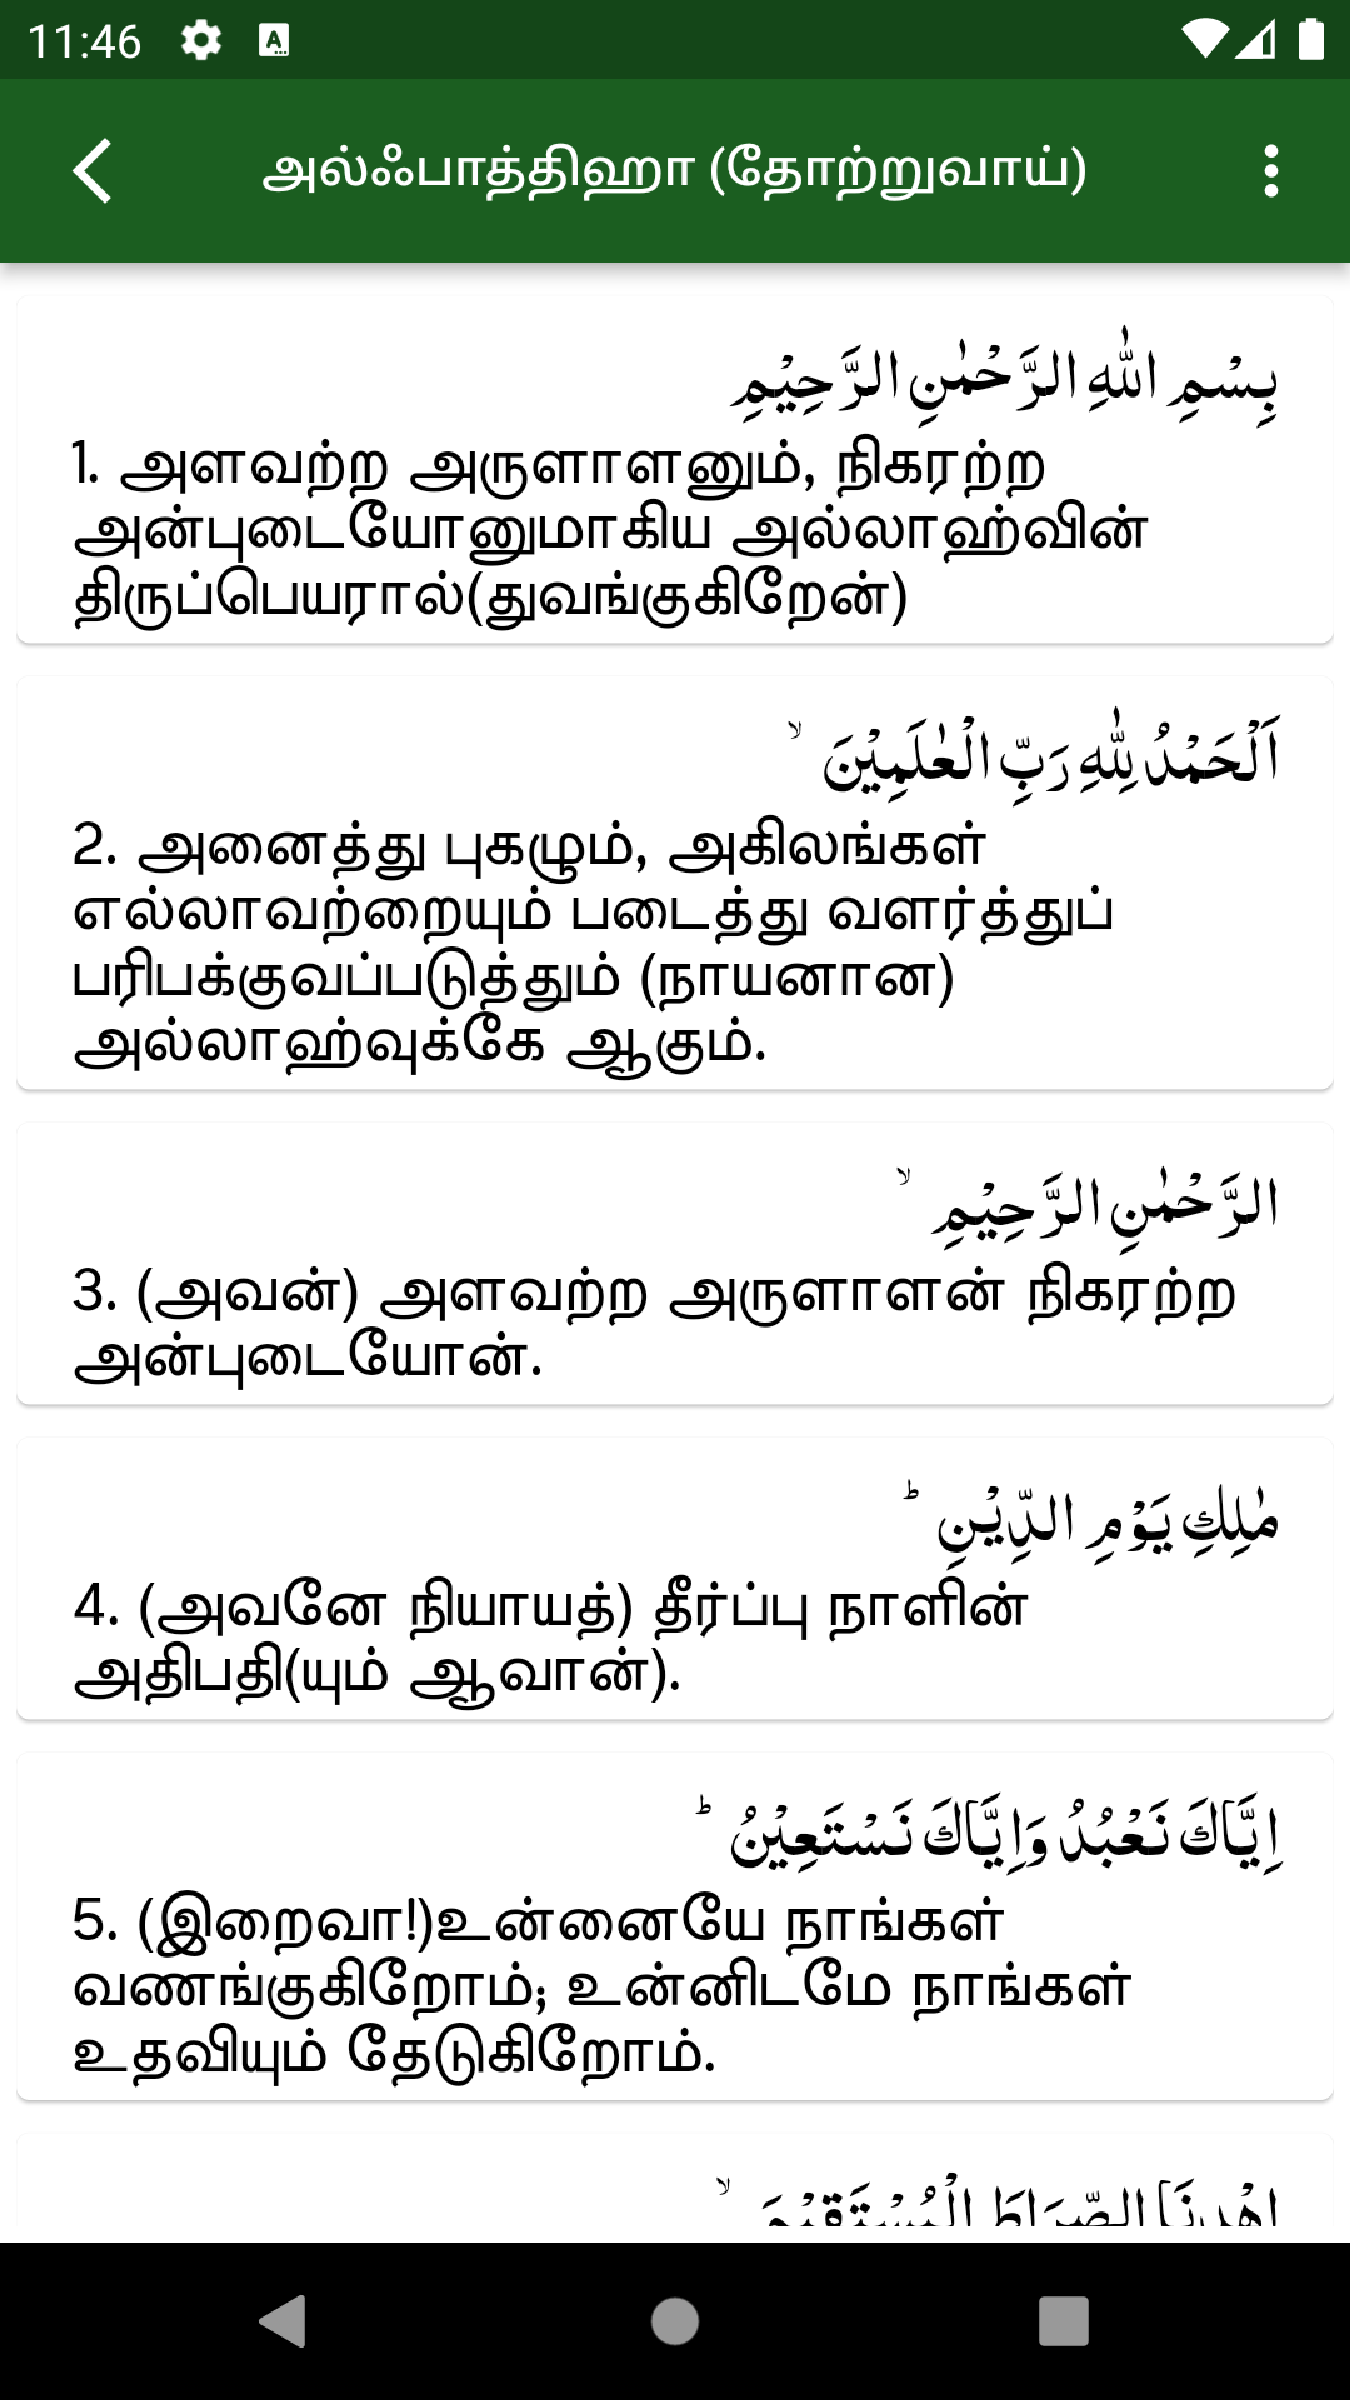 11:46
அல்ஃபாத்திஹா (தோற்றுவாய்)
بِسْمِ اللّٰهِ الرَّحْمٰنِ الرَّحِيْمِ
1. அளவற்ற அருளாளனும், நிகரற்ற
அன்புடையோனுமாகிய அல்லாஹ்வின்
திருப்பெயரால்(துவங்குகிறேன்)
اَلْحَمْدُ لِلّٰهِ رَبِّ الْعٰلَمِيْنَ ۙ
2. அனைத்து புகழும், அகிலங்கள்
எல்லாவற்றையும் படைத்து வளர்த்துப்
பரிபக்குவப்படுத்தும் (நாயனான)
அல்லாஹ்வுக்கே ஆகும்.
الرَّحْمٰنِ الرَّحِيْمِ ۙ
3. (அவன்) அளவற்ற அருளாளன் நிகரற்ற
அன்புடையோன்.
مٰلِكِ يَوْمِ الدِّيْنِ ؕ
4. (அவனே நியாயத்) தீர்ப்பு நாளின்
அதிபதி(யும் ஆவான்).
اِيَّاكَ نَعْبُدُ وَاِيَّاكَ نَسْتَعِيْنُ ؕ
5. (இறைவா!)உன்னையே நாங்கள்
வணங்குகிறோம்; உன்னிடமே நாங்கள்
உதவியும் தேடுகிறோம்.
اِهْدِنَا الصِّرَاطَ الْمُسْتَقِيْمَ ۙ